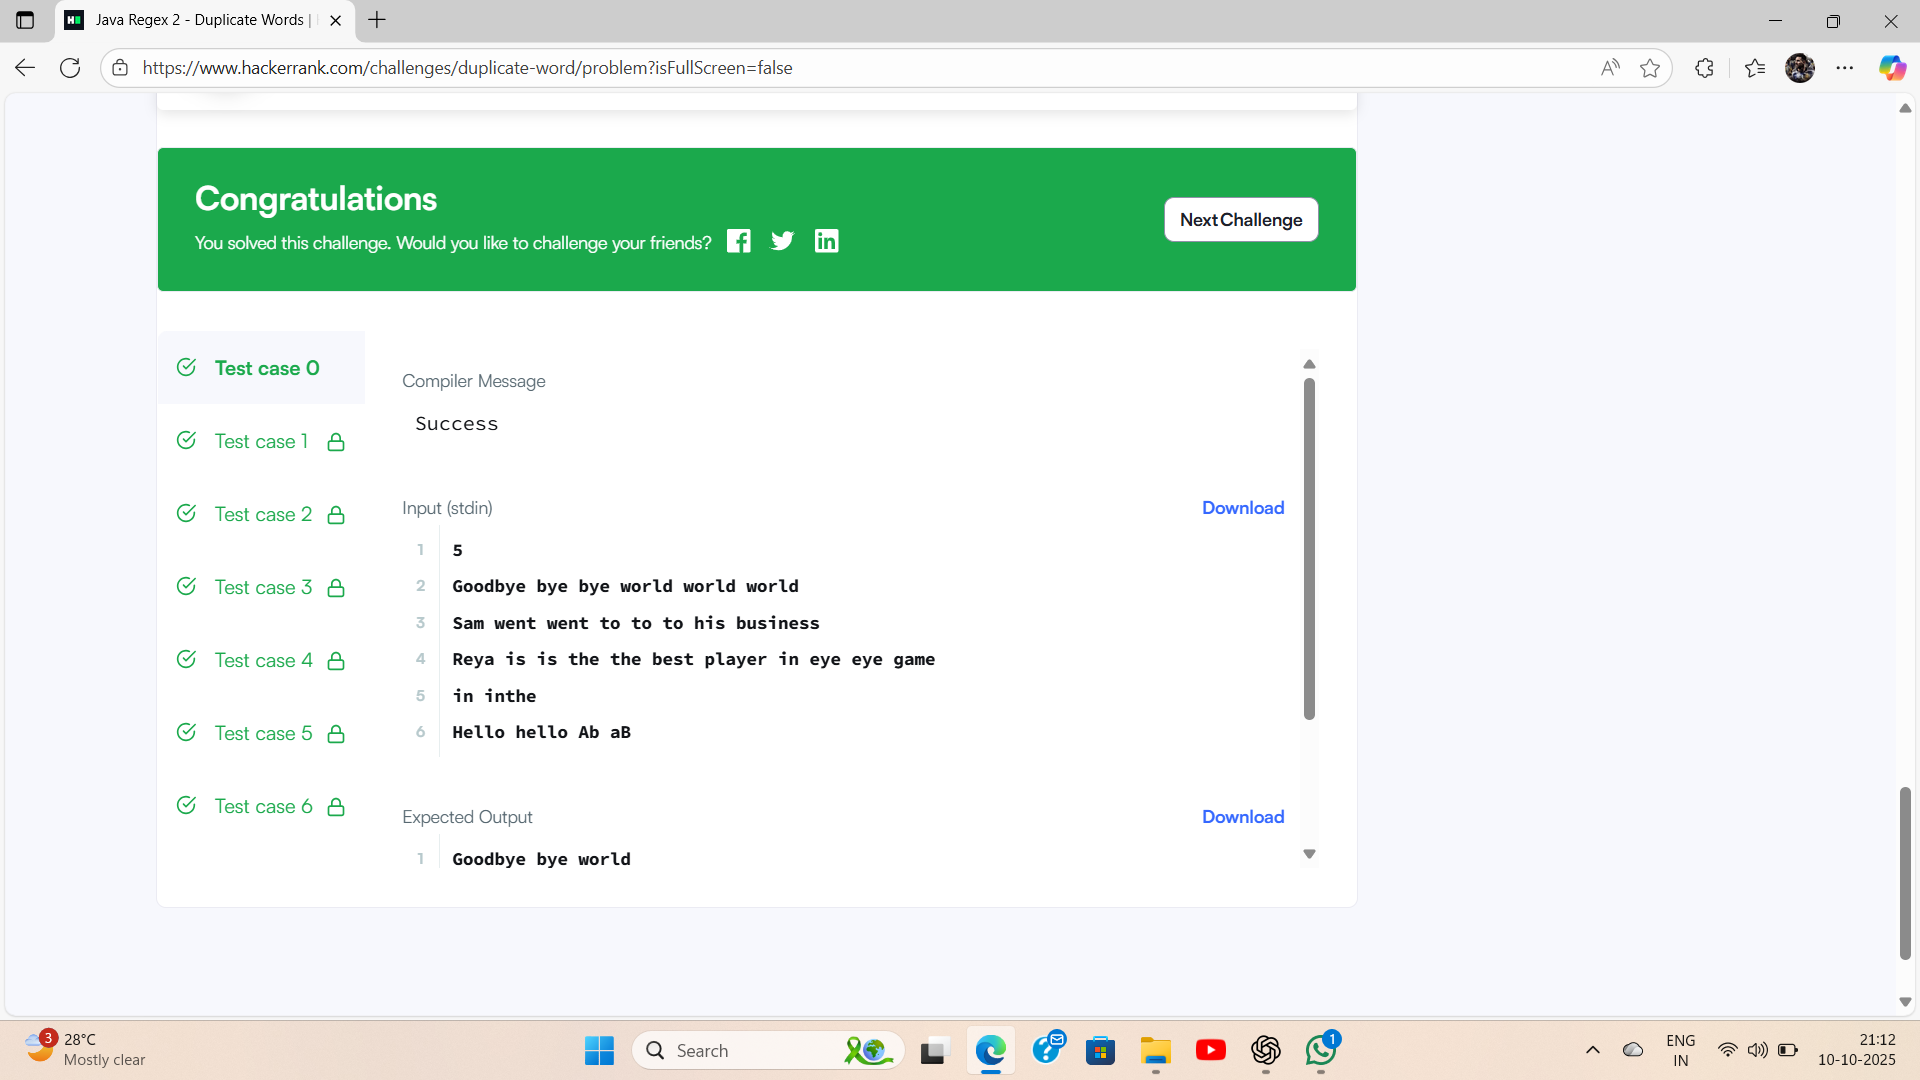 Java Regex 2 - Duplicate Words |
https://www.hackerrank.com/challenges/duplicate-word/problem?isFullScreen=false
Congratulations
You solved this challenge. Would you like to challenge your friends?
Next Challenge
Test case 0
Test case 1
Test case 2
Test case 3
Test case 4
Test case 5
Test case 6
Compiler Message
Success
Input (stdin)
Download
1 5
2 Goodbye bye bye world world world
3 Sam went went to to to his business
4 Reya is is the the best player in eye eye game
5 in inthe
6 Hello hello Ab aB
Expected Output
Download
1 Goodbye bye world
3
28°C
Mostly clear
Search
1
ENG
IN
21:12
10-10-2025